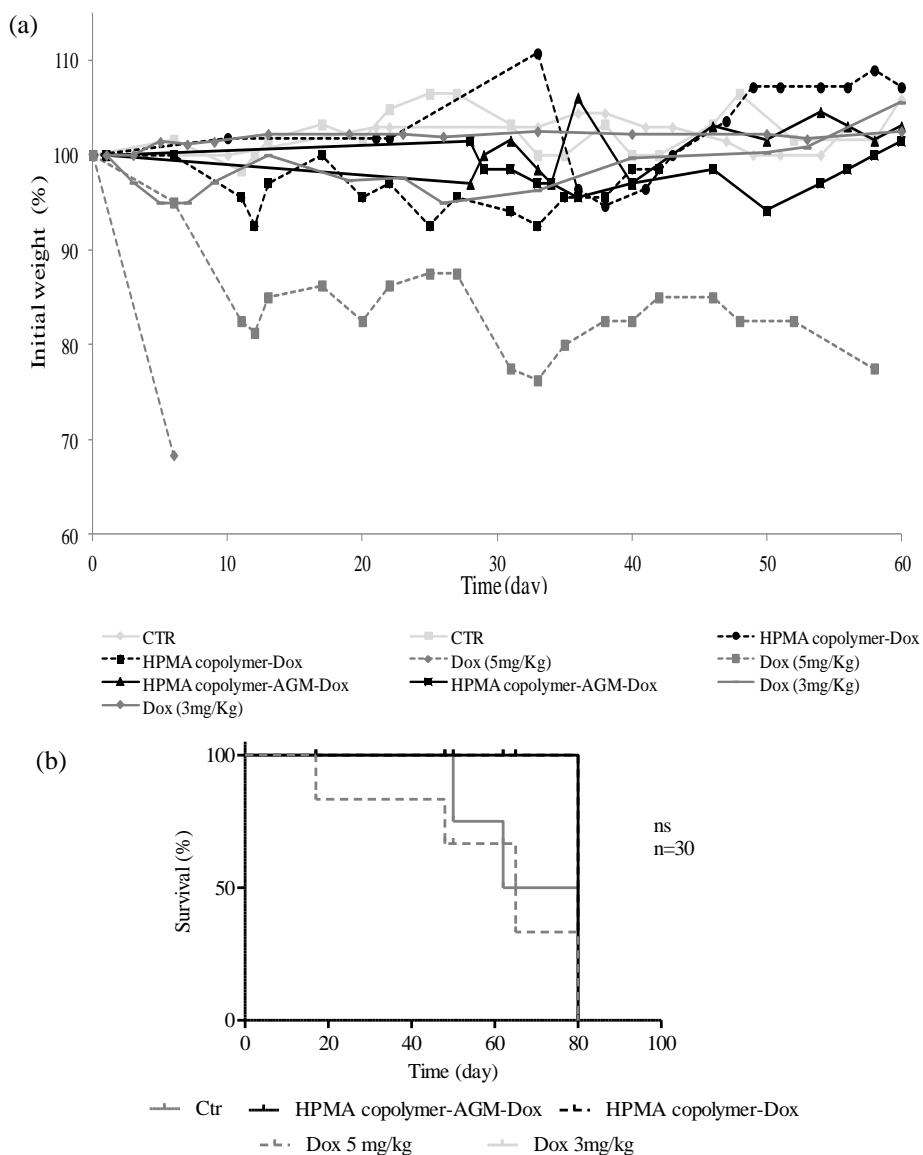 (a)
Initial weight (%)
110
100
90
80
70
60
0 10 20 30 40 50 60
Time (day)
CTR CTR HPMA copolymer-Dox
HPMA copolymer-Dox Dox (5mg/Kg) Dox (5mg/Kg)
HPMA copolymer-AGM-Dox HPMA copolymer-AGM-Dox Dox (3mg/Kg)
Dox (3mg/Kg)
(b)
Survival (%)
100
50
0
0 20 40 60 80 100
Time (day)
ns
n=30
Ctr HPMA copolymer-AGM-Dox HPMA copolymer-Dox
Dox 5 mg/kg Dox 3mg/kg